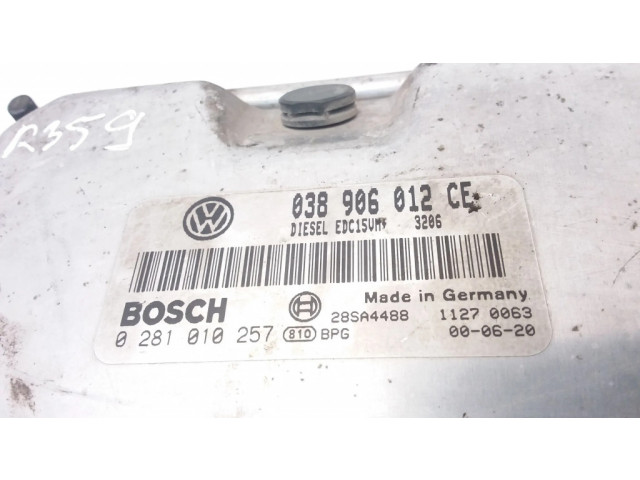 R359
038 906 012 CE*
DIESEL EDC15VM+ 3206
BOSCH
Made in Germany
28SA4488 1127 0063
0 281 010 257 810 BPG 00-06-20